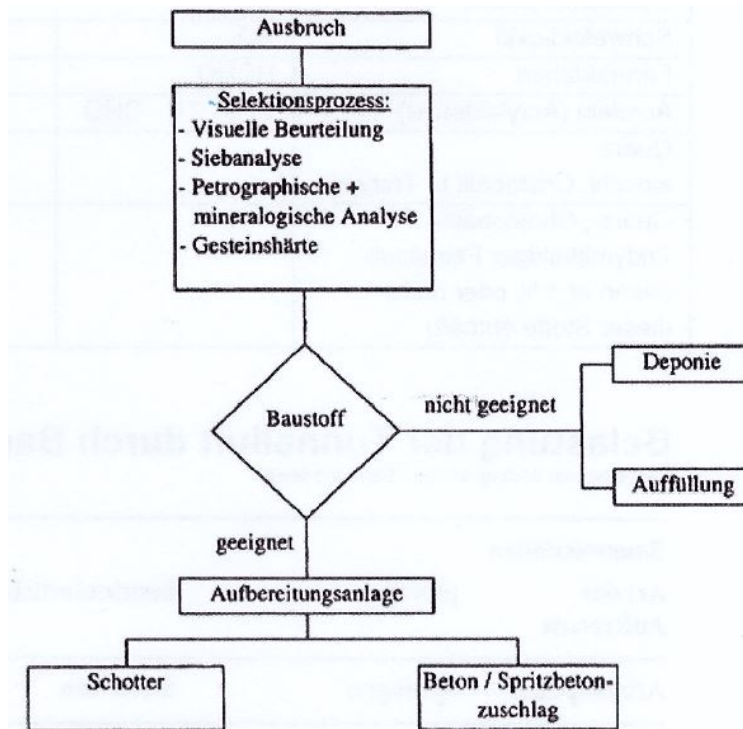 Ausbruch
Selektionsprozess:
- Visuelle Beurteilung
- Siebanalyse
- Petrographische +
mineralogische Analyse
- Gesteinshärte
Baustoff
nicht geeignet
Deponie
Auffüllung
geeignet
Aufbereitungsanlage
Schotter
Beton / Spritzbeton-
zuschlag